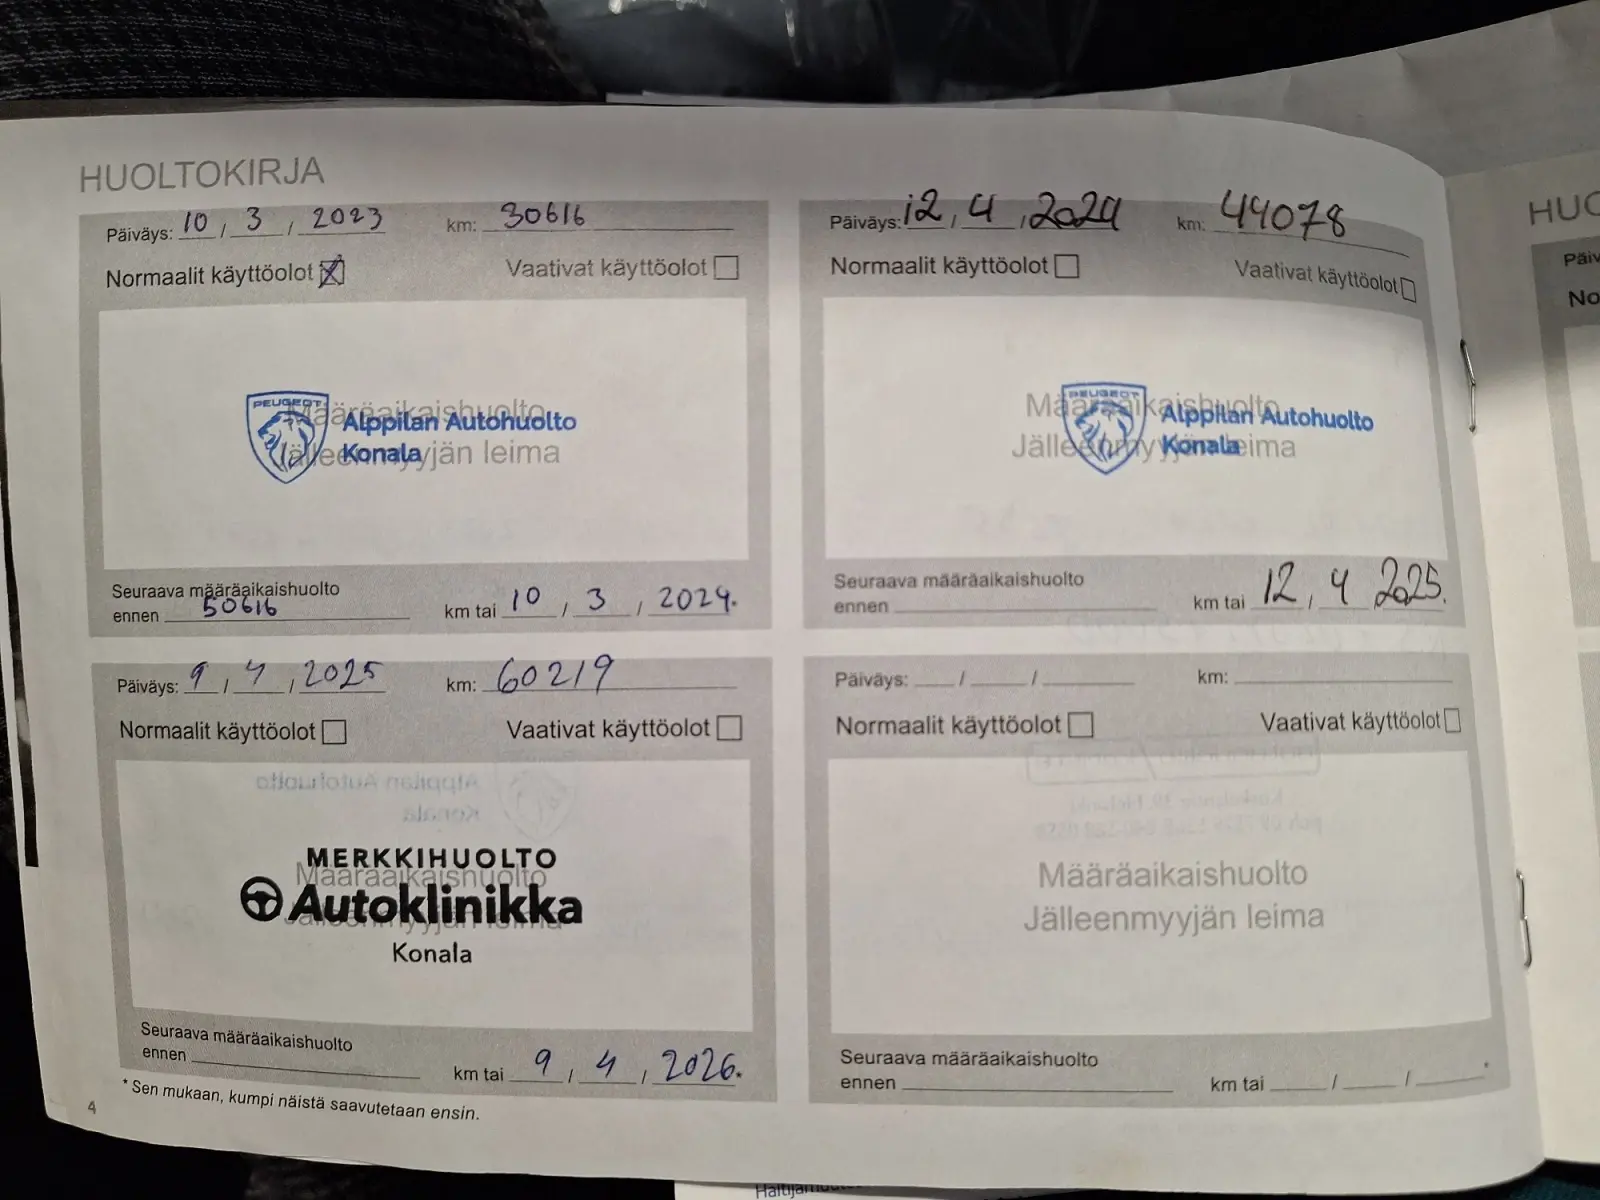 HUOLTOKIRJA
Päiväys: 10 / 3 / 2023 km: 30616
Normaalit käyttöolot ☒ Vaativat käyttöolot ☐
PEUGEOT
Määräaikaishuolto
Alppilan Autohuolto
Konala
Jälleenmyyjän leima
Seuraava määräaikaishuolto
ennen 50616 km tai 10 / 3 / 2024.
Päiväys: 12 / 4 / 2024 km: 44078
Normaalit käyttöolot ☐ Vaativat käyttöolot ☐
PEUGEOT
Määräaikaishuolto
Alppilan Autohuolto
Konala
Jälleenmyyjän leima
Seuraava määräaikaishuolto
ennen km tai 12 / 4 2025.
Päiväys: 9 / 4 / 2025 km: 60219
Normaalit käyttöolot ☐ Vaativat käyttöolot ☐
MERKKIHUOLTO
Määräaikaishuolto
Autoklinikka
Jälleenmyyjän leima
Konala
Seuraava määräaikaishuolto
ennen km tai 9 / 4 / 2026.*
Päiväys: / / km:
Normaalit käyttöolot ☐ Vaativat käyttöolot ☐
Määräaikaishuolto
Jälleenmyyjän leima
Seuraava määräaikaishuolto
ennen km tai / / *
* Sen mukaan, kumpi näistä saavutetaan ensin.
4
HUO
Päiv
No